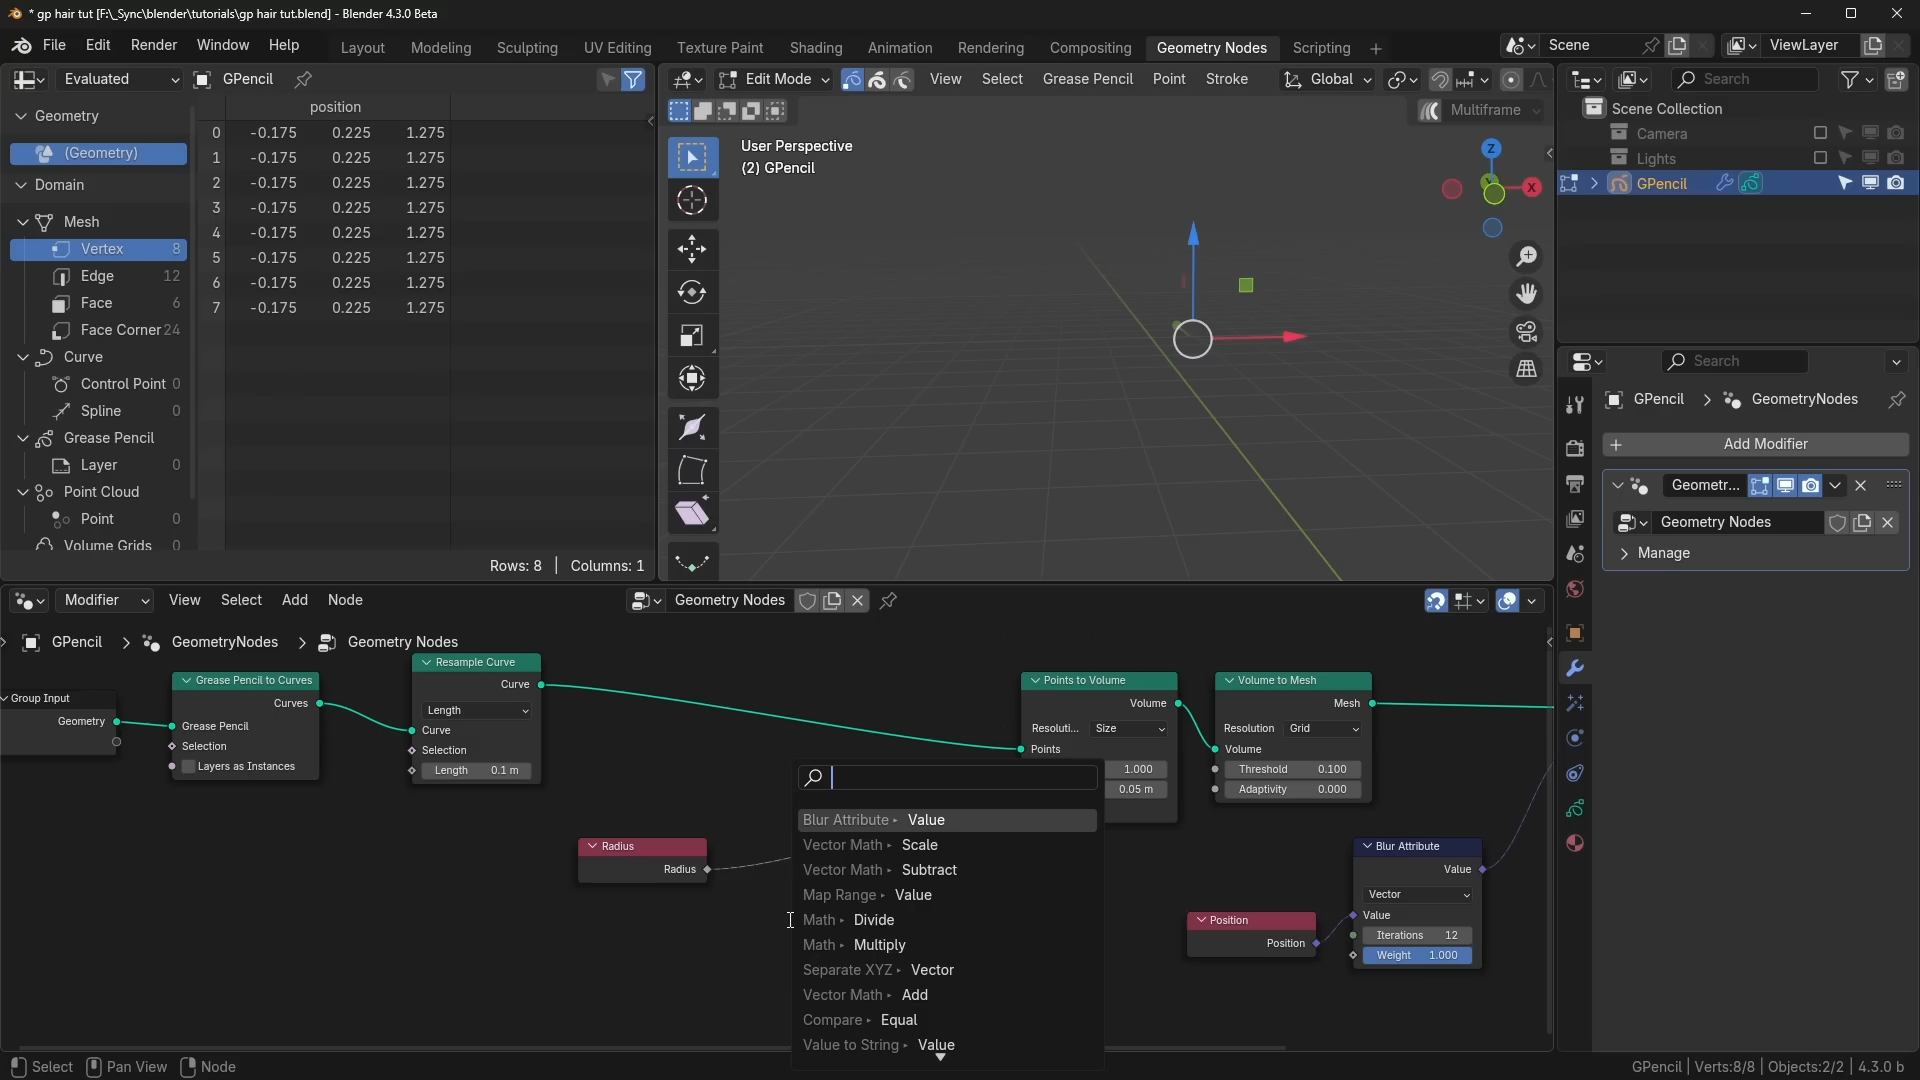 * gp hair tut [F:\_Sync\blender\tutorials\gp hair tut.blend] - Blender 4.3.0 Beta
File Edit Render Window Help
Layout Modeling Sculpting UV Editing Texture Paint Shading Animation Rendering Compositing Geometry Nodes Scripting +
Scene
ViewLayer
Evaluated
GPencil
Geometry
(Geometry)
Domain
Mesh
Vertex 8
Edge 12
Face 6
Face Corner 24
Curve
Control Point 0
Spline 0
Grease Pencil
Layer 0
Point Cloud
Point 0
Volume Grids 0
position
0 -0.175 0.225 1.275
1 -0.175 0.225 1.275
2 -0.175 0.225 1.275
3 -0.175 0.225 1.275
4 -0.175 0.225 1.275
5 -0.175 0.225 1.275
6 -0.175 0.225 1.275
7 -0.175 0.225 1.275
Rows: 8 | Columns: 1
Edit Mode
View Select Grease Pencil Point Stroke
Global
Multiframe
User Perspective
(2) GPencil
Z
X
Search
Scene Collection
Camera
Lights
GPencil
Search
GPencil > GeometryNodes
+ Add Modifier
Geometr...
Geometry Nodes
Manage
Modifier
View Select Add Node
Geometry Nodes
GPencil > GeometryNodes > Geometry Nodes
Group Input
Geometry
Grease Pencil to Curves
Curves
Grease Pencil
Selection
Layers as Instances
Resample Curve
Curve
Length
Curve
Selection
Length 0.1 m
Radius
Radius
Points to Volume
Volume
Resoluti... Size
Points
1.000
0.05 m
Volume to Mesh
Mesh
Resolution Grid
Volume
Threshold 0.100
Adaptivity 0.000
Blur Attribute ▸ Value
Vector Math ▸ Scale
Vector Math ▸ Subtract
Map Range ▸ Value
Math ▸ Divide
Math ▸ Multiply
Separate XYZ ▸ Vector
Vector Math ▸ Add
Compare ▸ Equal
Value to String ▸ Value
Position
Position
Blur Attribute
Value
Vector
Value
Iterations 12
Weight 1.000
Select Pan View Node
GPencil | Verts:8/8 | Objects:2/2 | 4.3.0 b